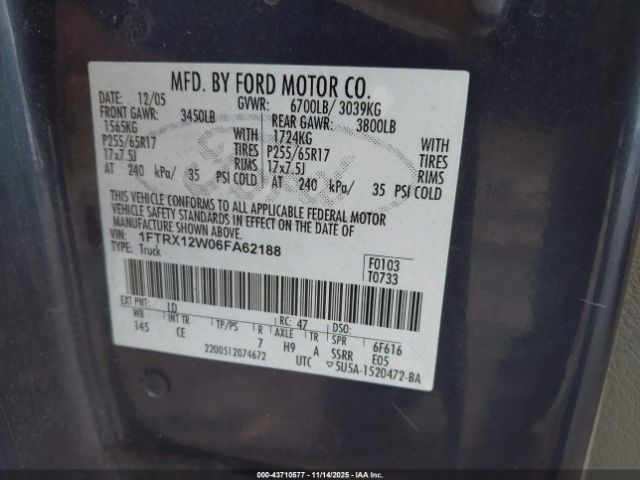 MFD. BY FORD MOTOR CO.
DATE: 12/05 GVWR: 6700LB/ 3039KG
FRONT GAWR: 3450LB REAR GAWR: 3800LB
1565KG WITH 1724KG WITH
P255/65R17 TIRES P255/65R17 TIRES
17x7.5J RIMS 17x7.5J RIMS
AT 240 kPa/ 35 PSI COLD AT 240 kPa/ 35 PSI COLD
THIS VEHICLE CONFORMS TO ALL APPLICABLE FEDERAL MOTOR
VEHICLE SAFETY STANDARDS IN EFFECT ON THE DATE OF
MANUFACTURE SHOWN ABOVE.
VIN: 1FTRX12W06FA62188
TYPE: Truck
F0103
T0733
EXT PNT: LD RC: 47 DSO:
WB INT TR TP/PS R AXLE TR SPR 6F616
145 CE 7 H9 A SSRR E05
2200512074672 UTC ▽5U5A-1520472-BA
000-43710577 - 11/14/2025 - IAAI.COM